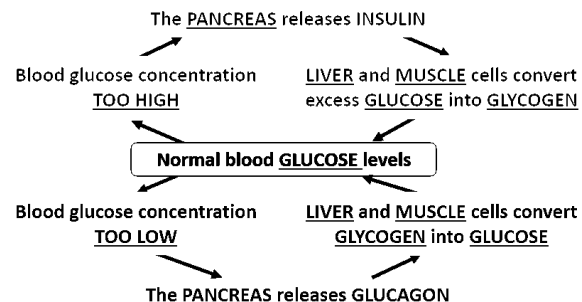 The PANCREAS releases INSULIN
Blood glucose concentration
TOO HIGH
LIVER and MUSCLE cells convert
excess GLUCOSE into GLYCOGEN
Normal blood GLUCOSE levels
Blood glucose concentration
TOO LOW
LIVER and MUSCLE cells convert
GLYCOGEN into GLUCOSE
The PANCREAS releases GLUCAGON